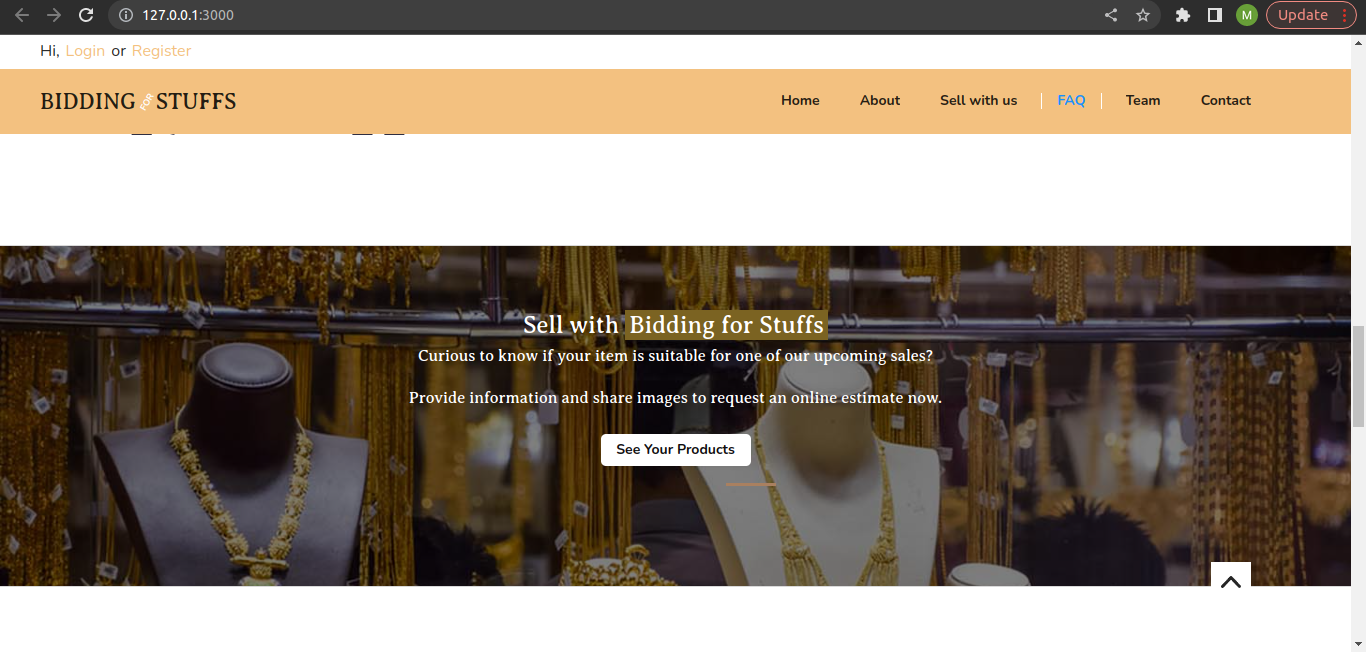 127.0.0.1:3000
M
Update
Hi, Login or Register
BIDDING FOR STUFFS
Home
About
Sell with us
FAQ
Team
Contact
Sell with Bidding for Stuffs
Curious to know if your item is suitable for one of our upcoming sales?
Provide information and share images to request an online estimate now.
See Your Products